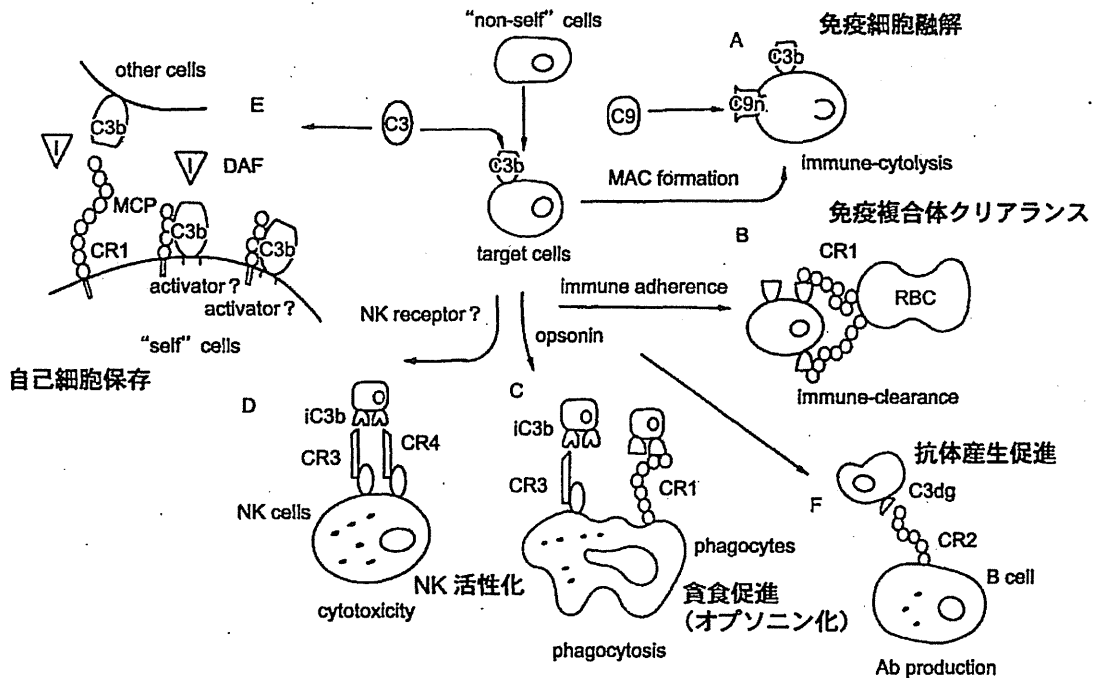 "non-self" cells
免疫細胞融解
A
C3b
C9n
C9
immune-cytolysis
MAC formation
other cells
E
C3b
C3
I
I
DAF
MCP
C3b
C3b
CR1
activator ?
activator ?
"self" cells
自己細胞保存
C3b
target cells
免疫複合体クリアランス
B
CR1
RBC
immune adherence
immune-clearance
NK receptor ?
opsonin
D
iC3b
CR3
CR4
NK cells
NK 活性化
cytotoxicity
C
iC3b
CR3
CR1
phagocytes
貪食促進
(オプソニン化)
phagocytosis
抗体産生促進
F
C3dg
CR2
B cell
Ab production